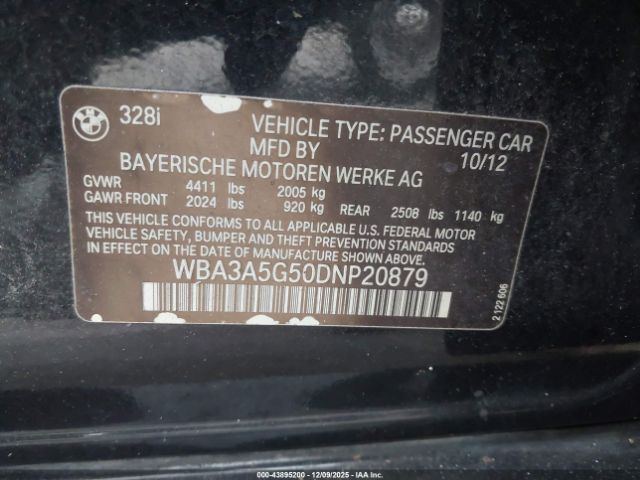 BMW
328i
VEHICLE TYPE: PASSENGER CAR
MFD BY 10/12
BAYERISCHE MOTOREN WERKE AG
GVWR 4411 lbs 2005 kg
GAWR FRONT 2024 lbs 920 kg REAR 2508 lbs 1140 kg
THIS VEHICLE CONFORMS TO ALL APPLICABLE U.S. FEDERAL MOTOR
VEHICLE SAFETY, BUMPER AND THEFT PREVENTION STANDARDS
IN EFFECT ON THE DATE OF MANUFACTURE SHOWN ABOVE.
WBA3A5G50DNP20879
2 122 606
© 43895200 - 12/09/2025 - IAA Inc.